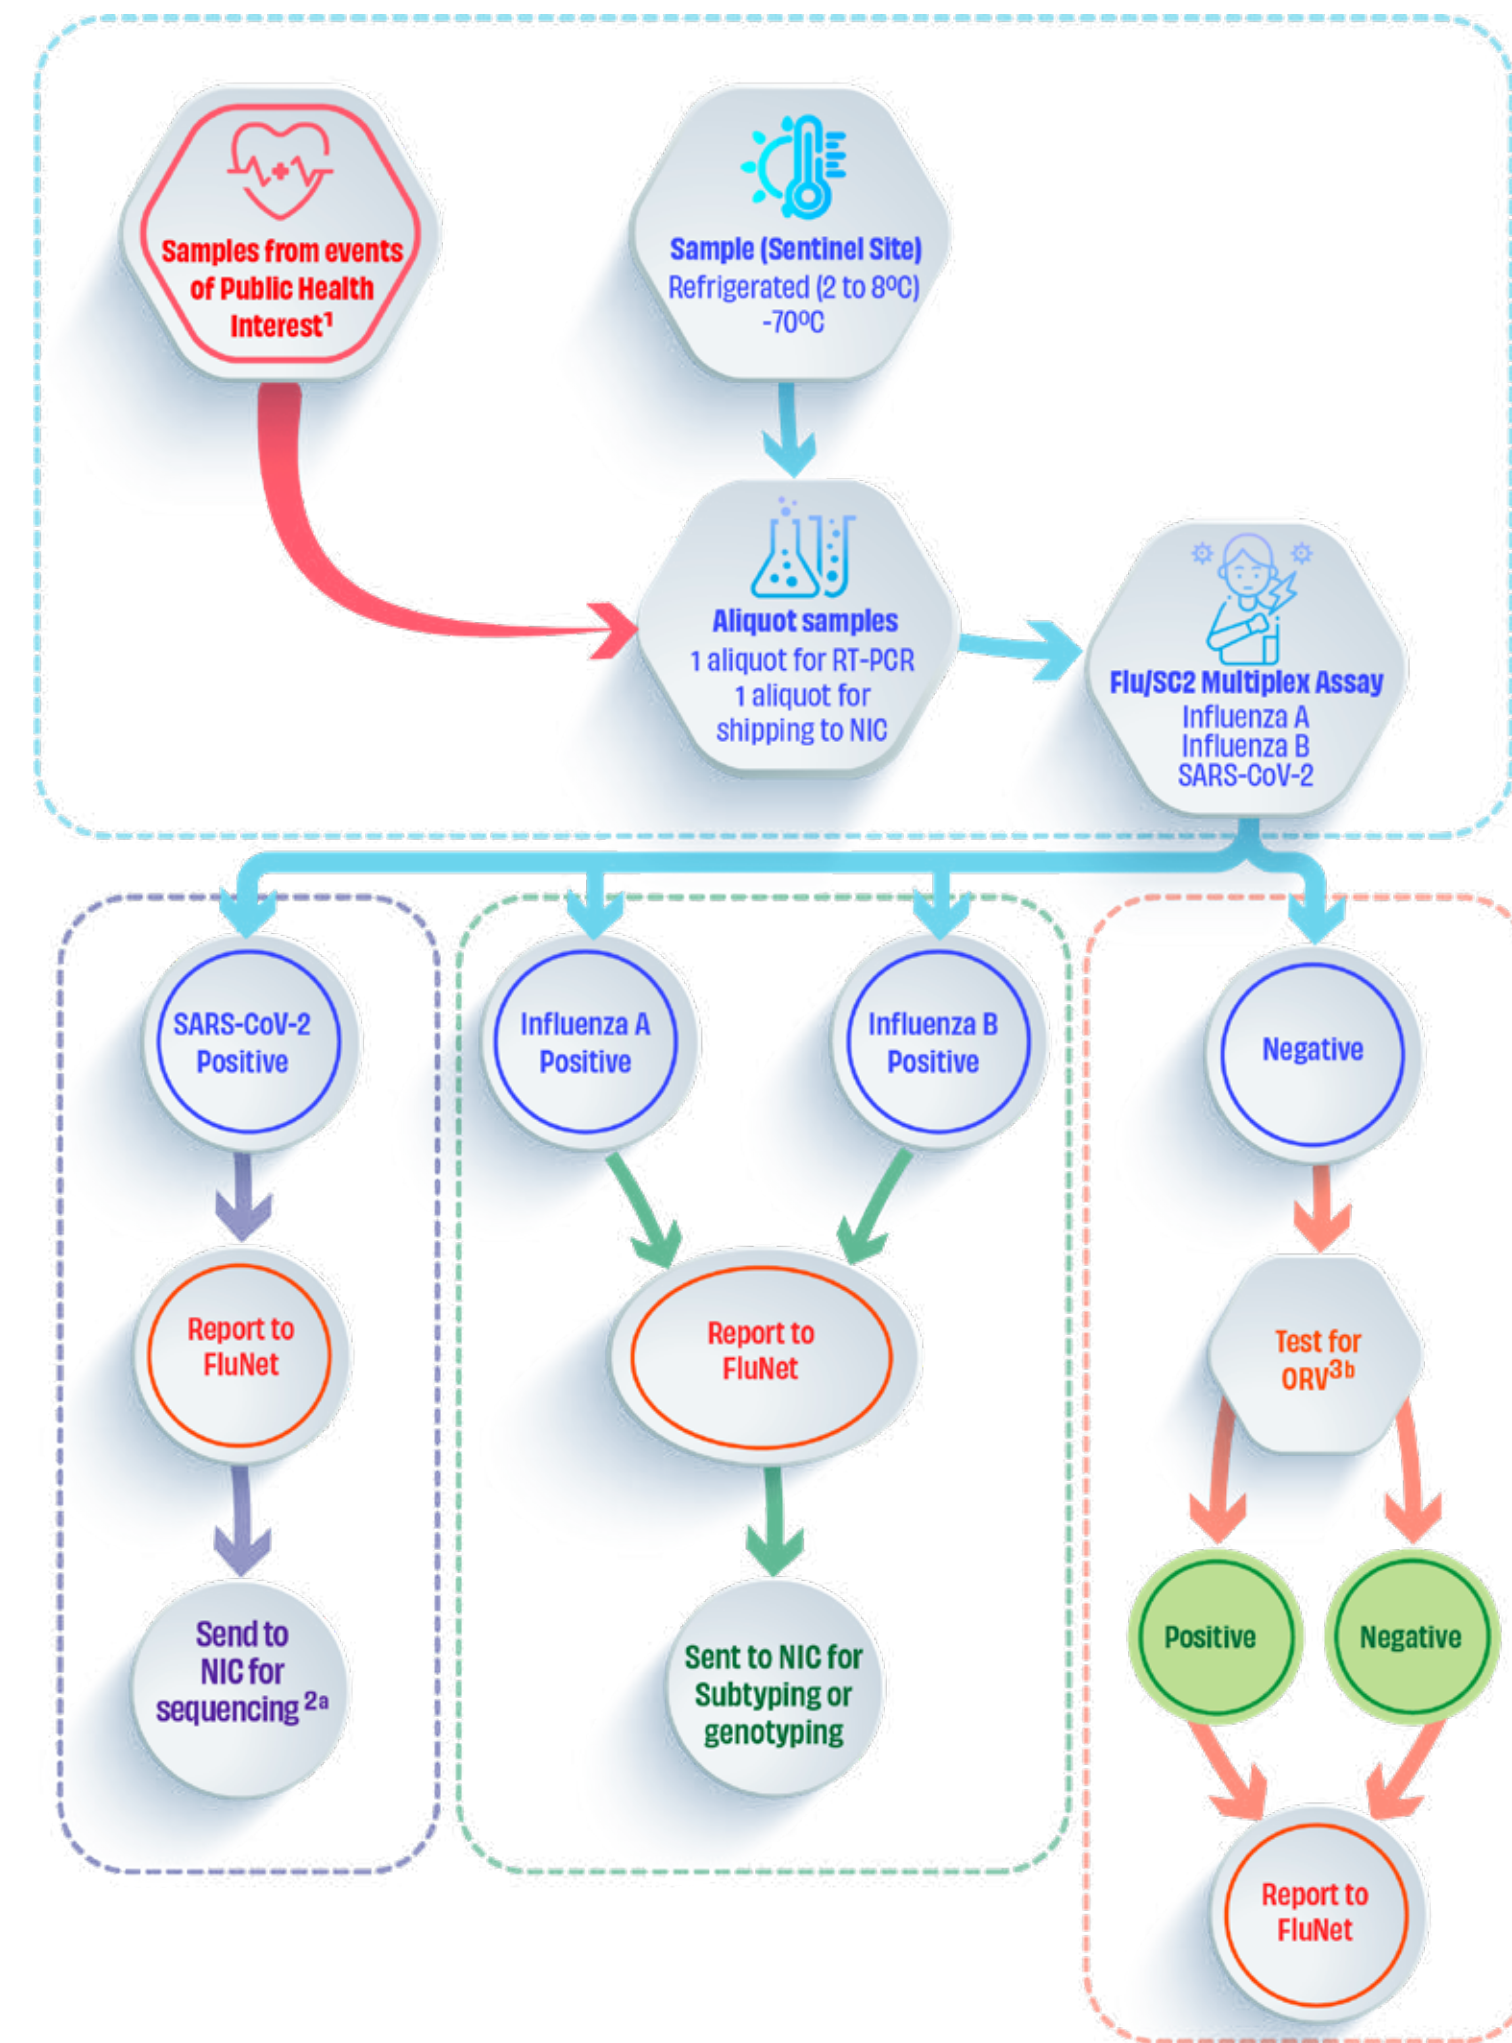 Samples from events
of Public Health
Interest¹
Sample (Sentinel Site)
Refrigerated (2 to 8ºC)
-70ºC
Aliquot samples
1 aliquot for RT-PCR
1 aliquot for
shipping to NIC
Flu/SC2 Multiplex Assay
Influenza A
Influenza B
SARS-CoV-2
SARS-CoV-2
Positive
Report to
FluNet
Send to
NIC for
sequencing ²ᵃ
Influenza A
Positive
Influenza B
Positive
Report to
FluNet
Sent to NIC for
Subtyping or
genotyping
Negative
Test for
ORV³ᵇ
Positive
Negative
Report to
FluNet